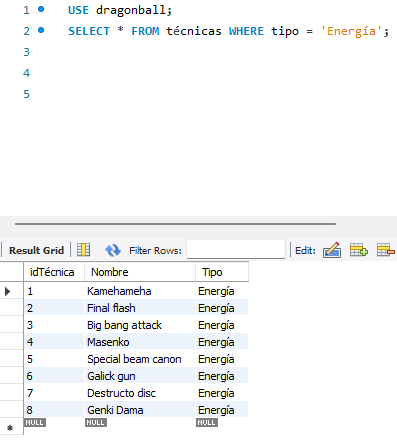 1 USE dragonball;
2 SELECT * FROM técnicas WHERE tipo = 'Energía';
3
4
5
Result Grid Filter Rows: Edit:
idTécnica Nombre Tipo
1 Kamehameha Energía
2 Final flash Energía
3 Big bang attack Energía
4 Masenko Energía
5 Special beam canon Energía
6 Galick gun Energía
7 Destructo disc Energía
8 Genki Dama Energía
NULL NULL NULL